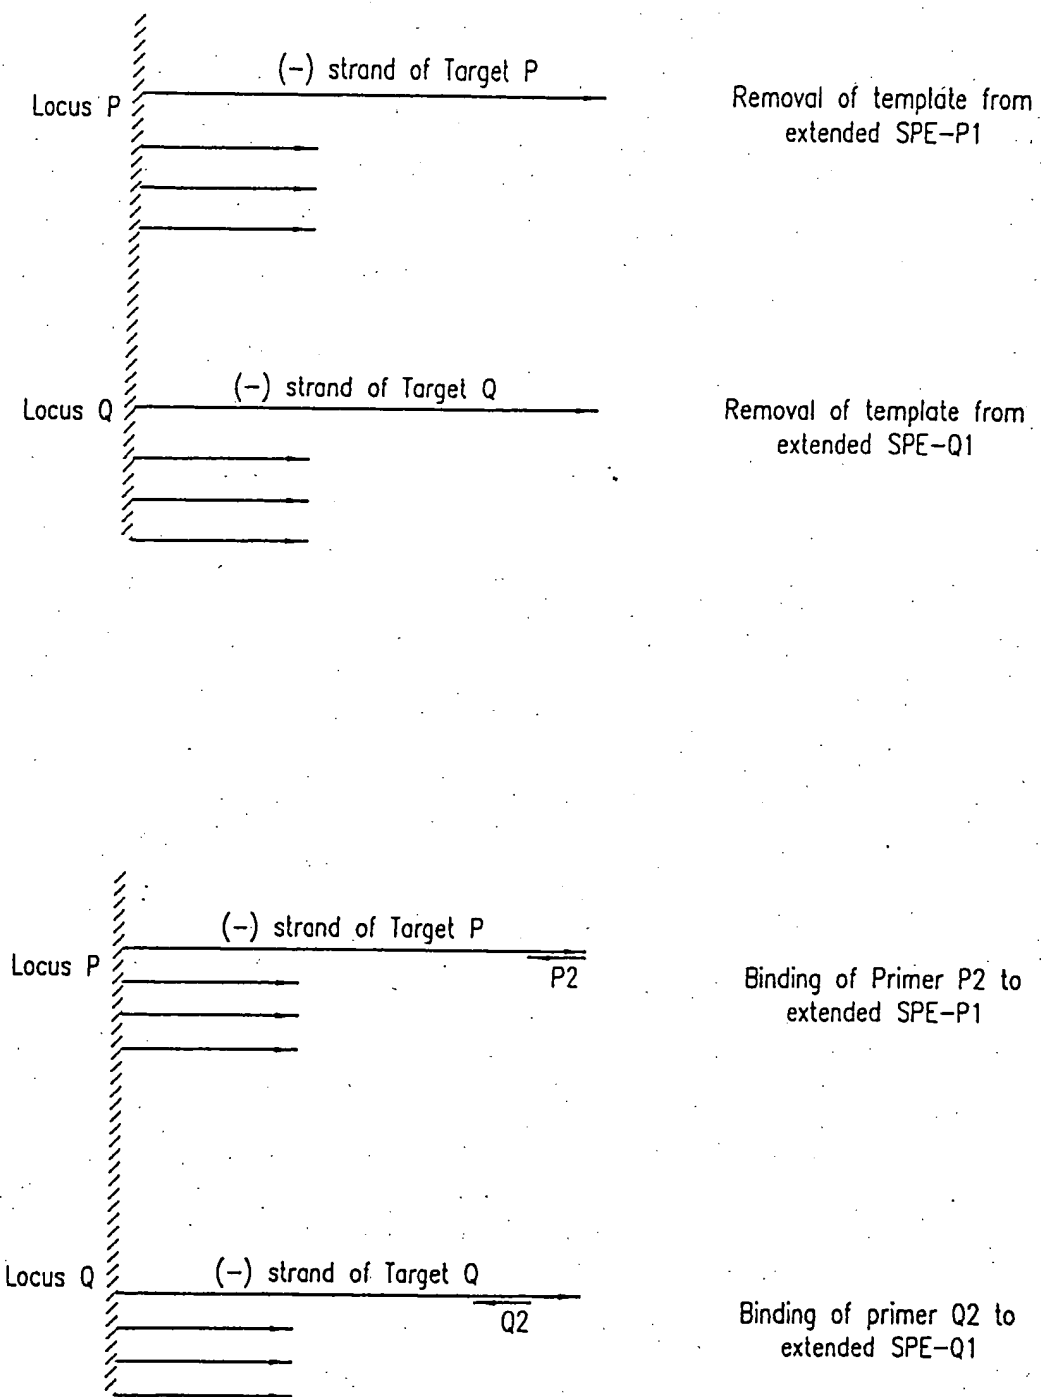 (-) strand of Target P
Locus P
Removal of template from
extended SPE-P1
(-) strand of Target Q
Locus Q
Removal of template from
extended SPE-Q1
(-) strand of Target P
Locus P
P2
Binding of Primer P2 to
extended SPE-P1
(-) strand of Target Q
Locus Q
Q2
Binding of primer Q2 to
extended SPE-Q1